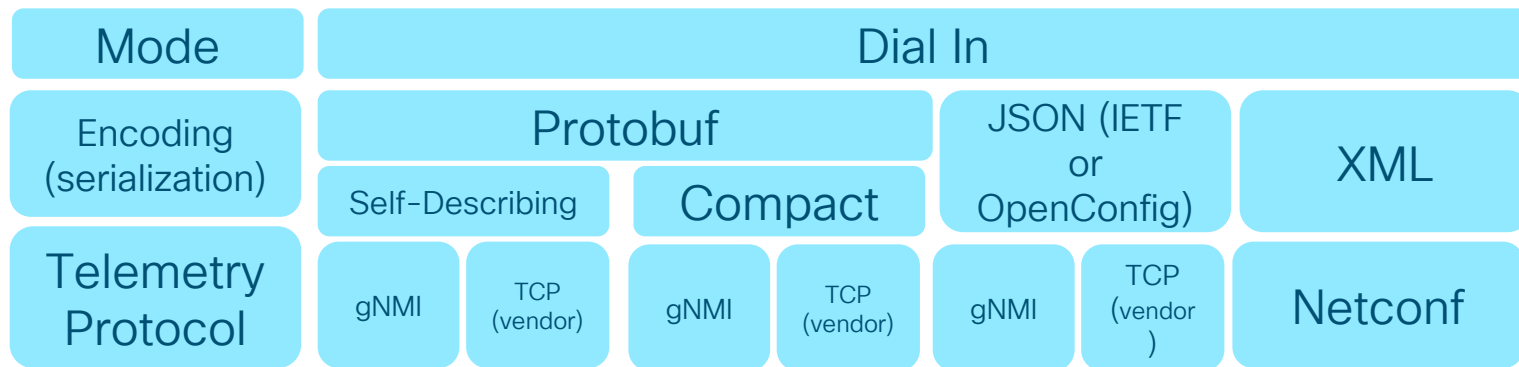 Mode
Dial In
Encoding
(serialization)
Protobuf
JSON (IETF
or
OpenConfig)
XML
Self-Describing
Compact
Telemetry
Protocol
gNMI
TCP
(vendor)
gNMI
TCP
(vendor)
gNMI
TCP
(vendor
)
Netconf